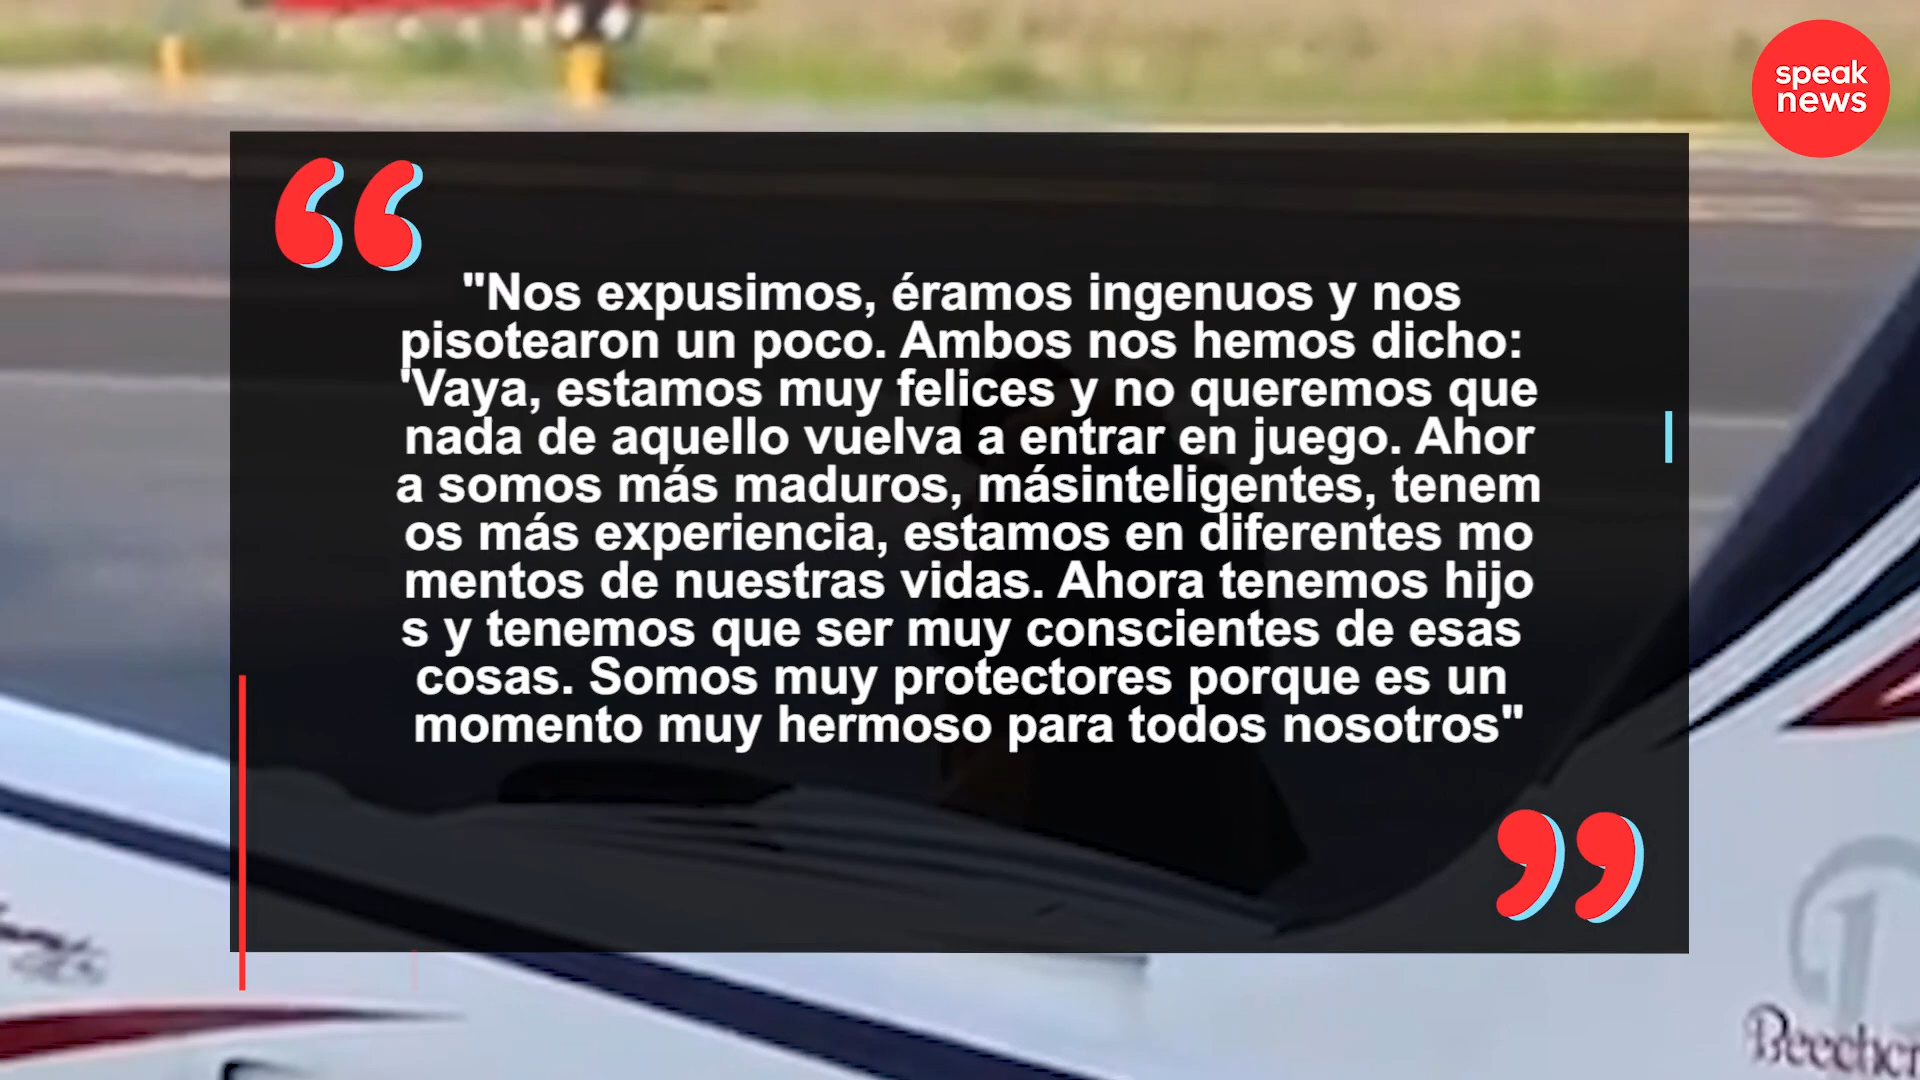 speak
news
"Nos expusimos, éramos ingenuos y nos
pisotearon un poco. Ambos nos hemos dicho:
'Vaya, estamos muy felices y no queremos que
nada de aquello vuelva a entrar en juego. Ahor
a somos más maduros, másinteligentes, tenem
os más experiencia, estamos en diferentes mo
mentos de nuestras vidas. Ahora tenemos hijo
s y tenemos que ser muy conscientes de esas
cosas. Somos muy protectores porque es un
momento muy hermoso para todos nosotros"